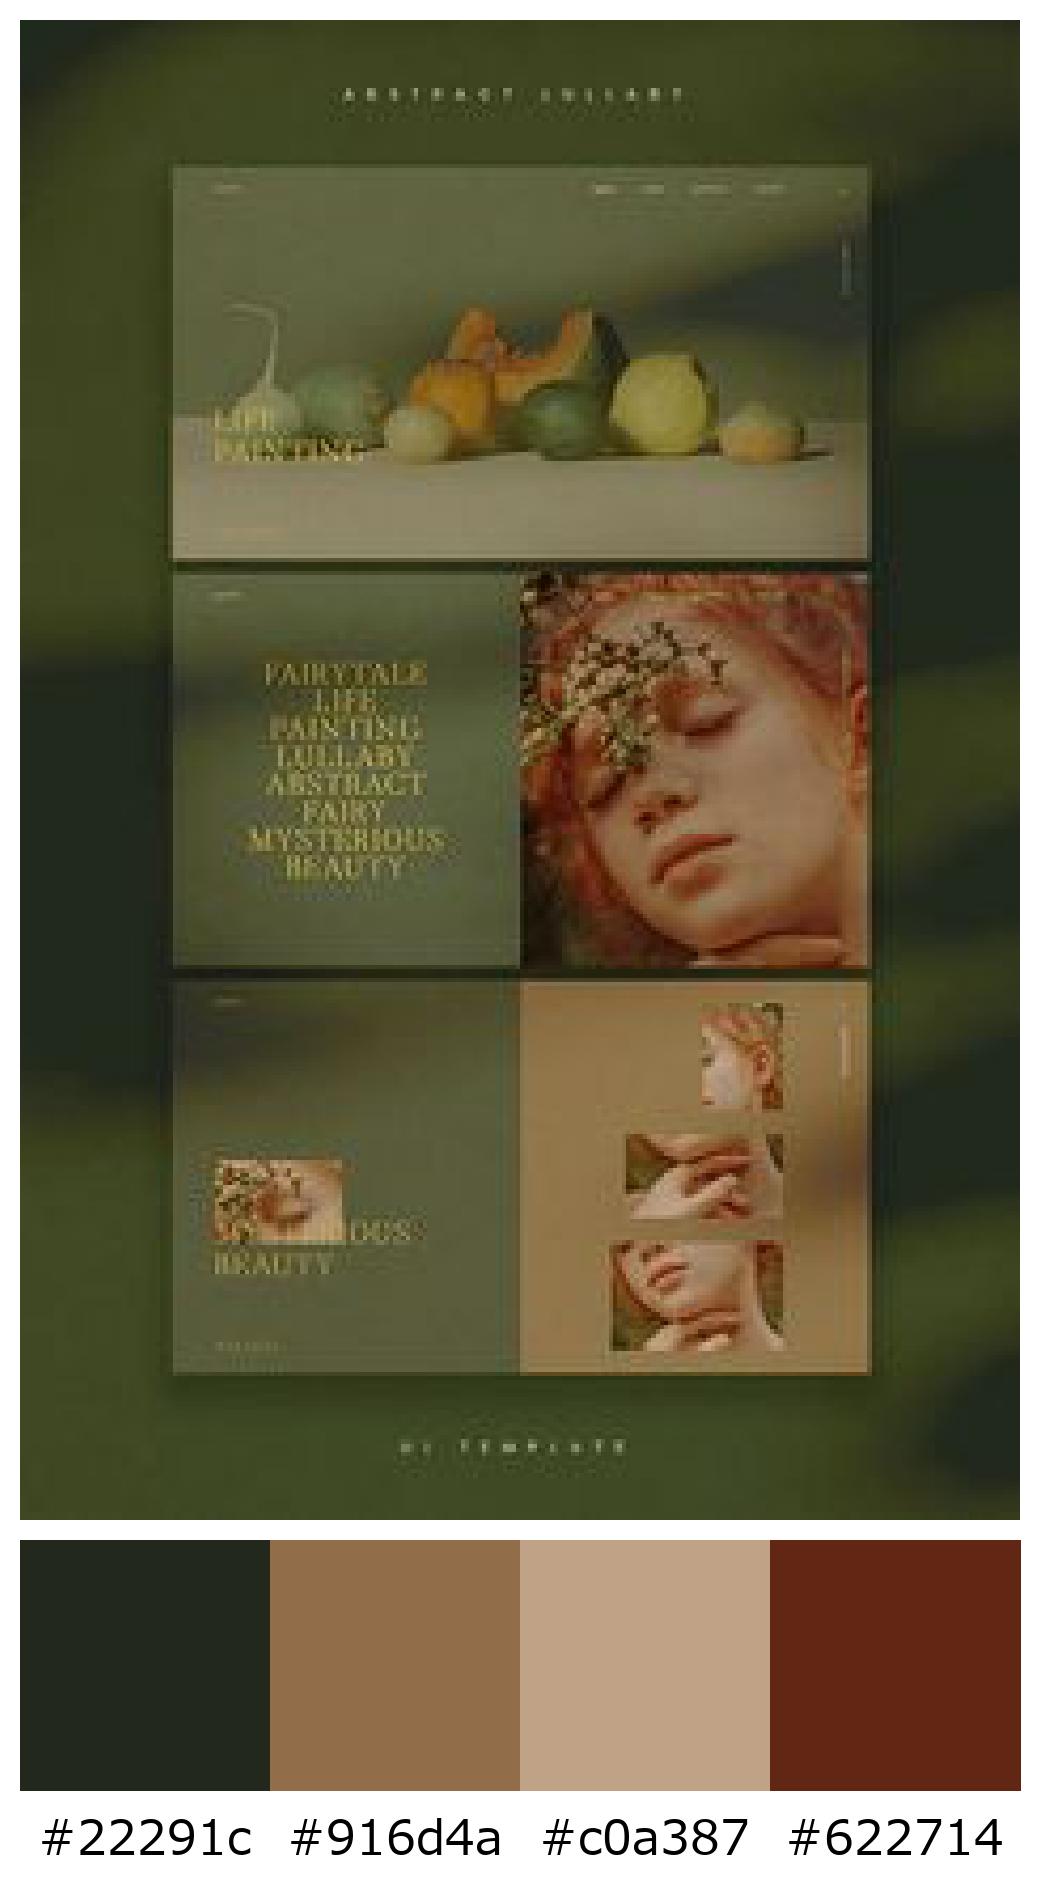 ABSTRACT LULLABY
LIFE
PAINTING
FAIRYTALE
LIFE
PAINTING
LULLABY
ABSTRACT
FAIRY
MYSTERIOUS
BEAUTY
BEAUTY
UI TEMPLATE
#22291c #916d4a #c0a387 #622714